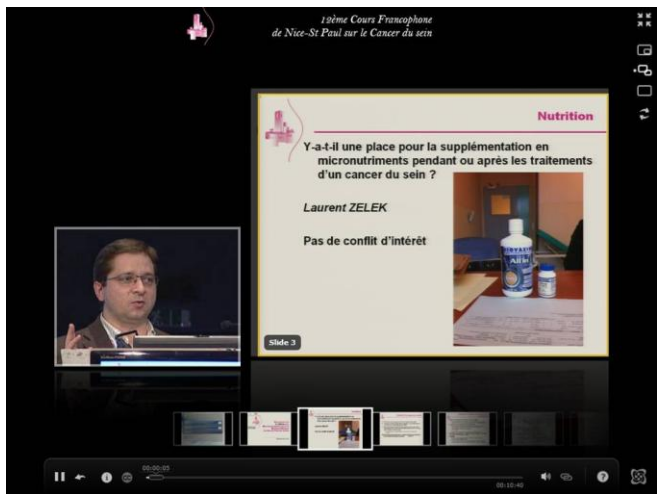 12ème Cours Francophone
de Nice-St Paul sur le Cancer du sein
Nutrition
Y-a-t-il une place pour la supplémentation en
micronutriments pendant ou après les traitements
d'un cancer du sein ?
Laurent ZELEK
Pas de conflit d'intérêt
Slide 3
00:00:05
00:10:40